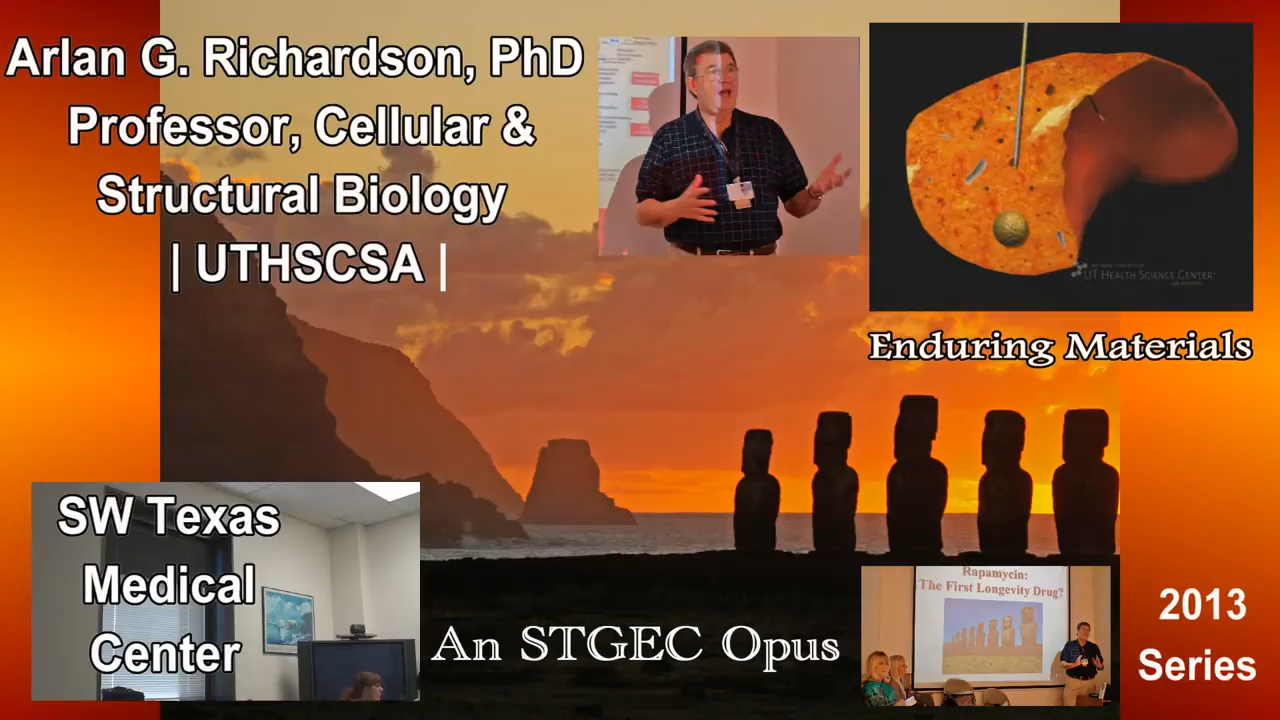 Arlan G. Richardson, PhD
Professor, Cellular &
Structural Biology
| UTHSCSA |
UT HEALTH SCIENCE CENTER
Enduring Materials
SW Texas
Medical
Center
An STGEC Opus
Rapamycin:
The First Longevity Drug?
2013
Series